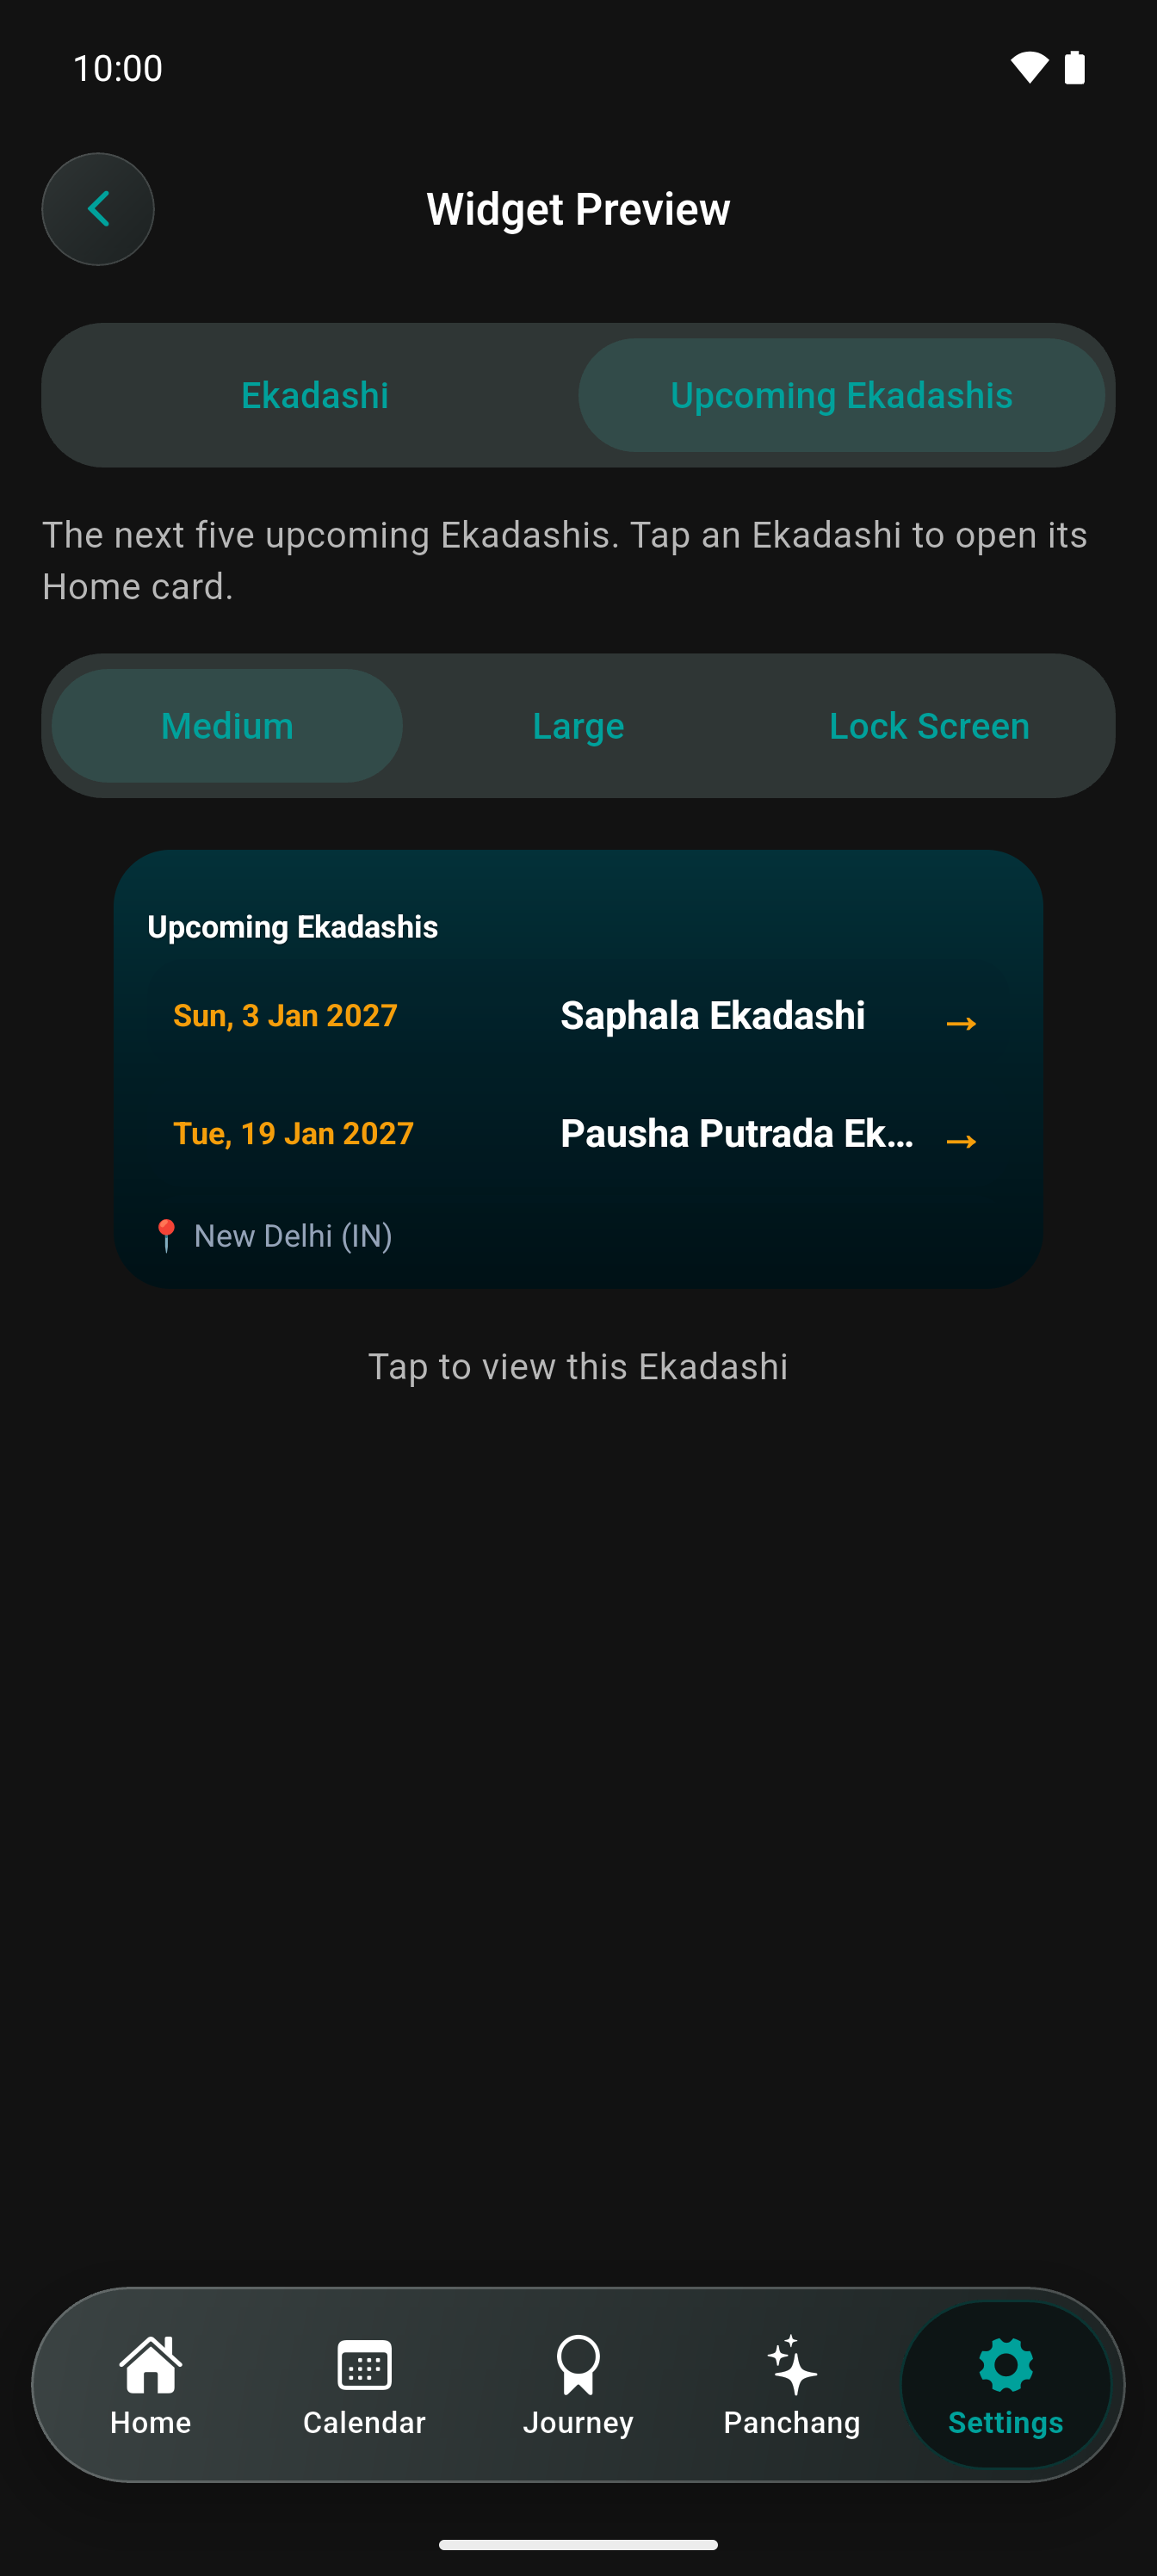 10:00
Widget Preview
Ekadashi
Upcoming Ekadashis
The next five upcoming Ekadashis. Tap an Ekadashi to open its
Home card.
Medium
Large
Lock Screen
Upcoming Ekadashis
Sun, 3 Jan 2027
Saphala Ekadashi →
Tue, 19 Jan 2027
Pausha Putrada Ek... →
📍 New Delhi (IN)
Tap to view this Ekadashi
Home
Calendar
Journey
Panchang
Settings